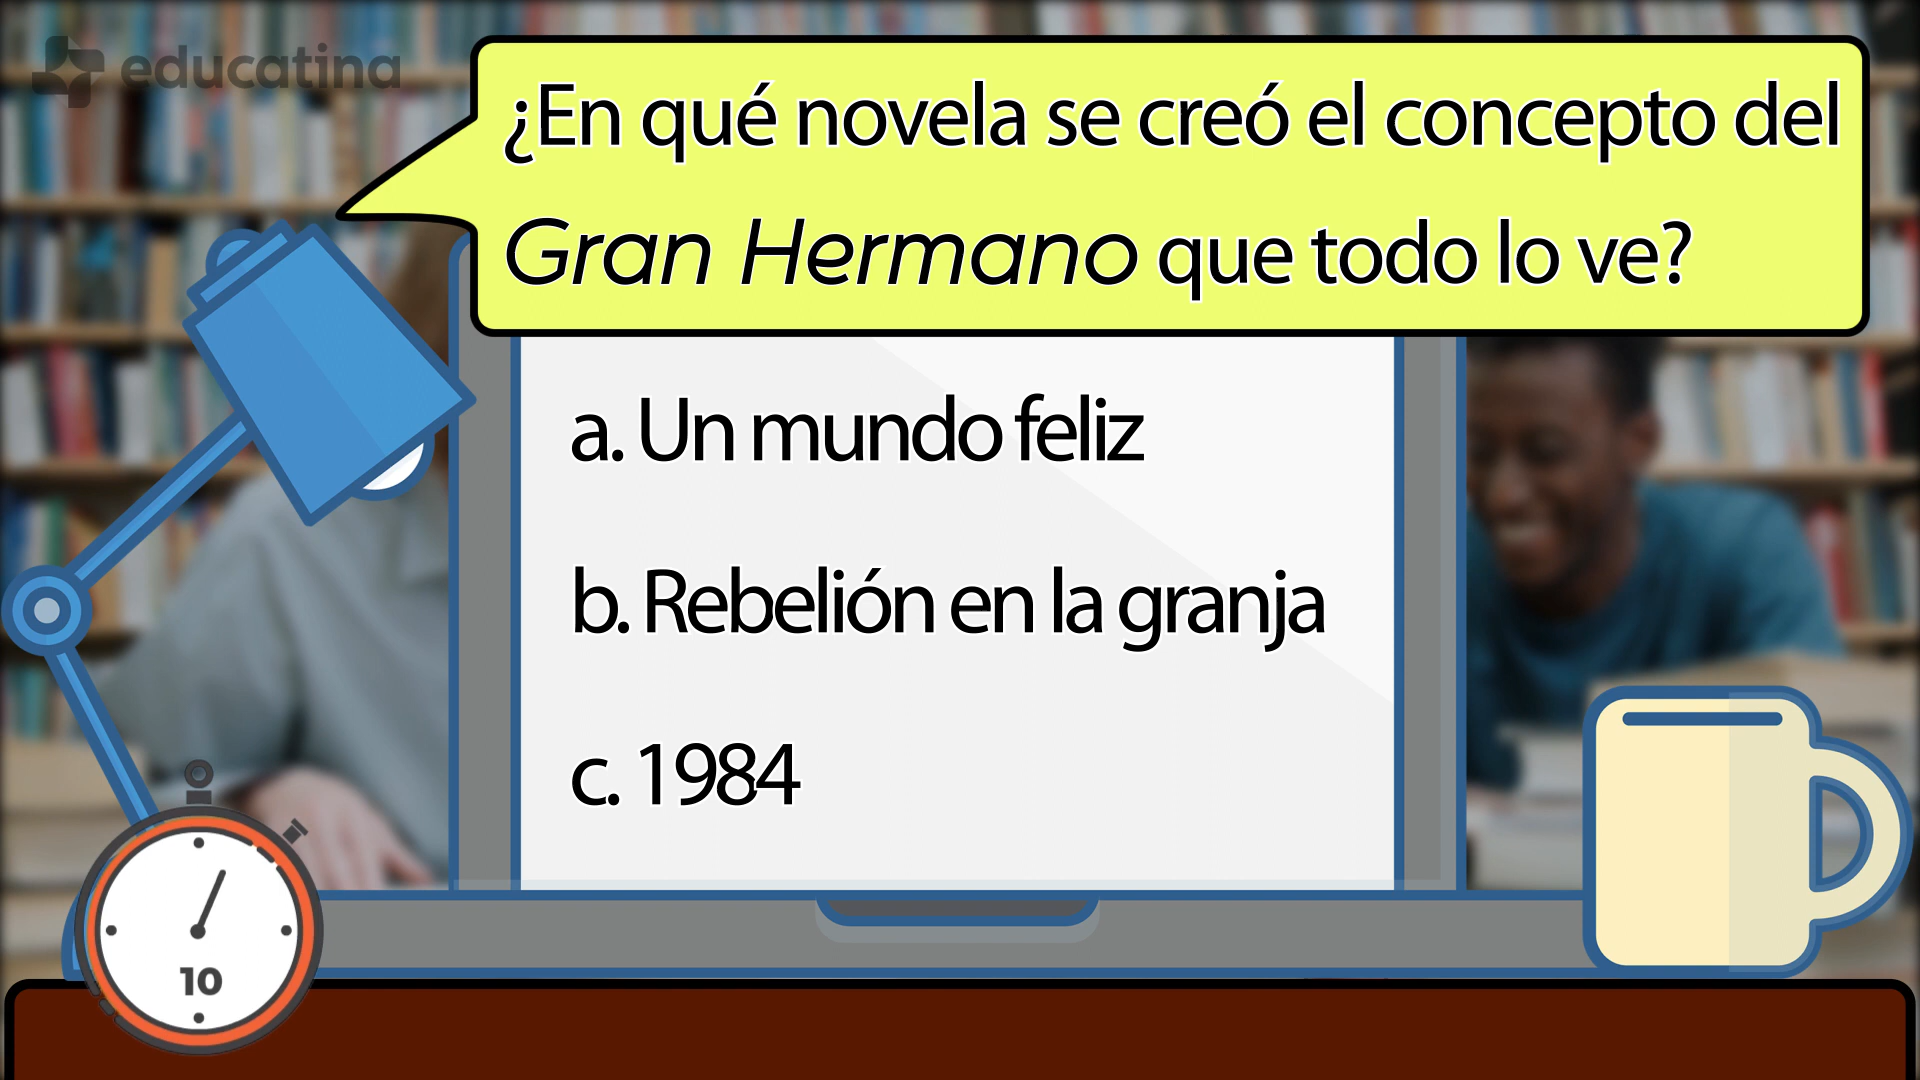 educatina
¿En qué novela se creó el concepto del
Gran Hermano que todo lo ve?
a. Un mundo feliz
b. Rebelión en la granja
c. 1984
10